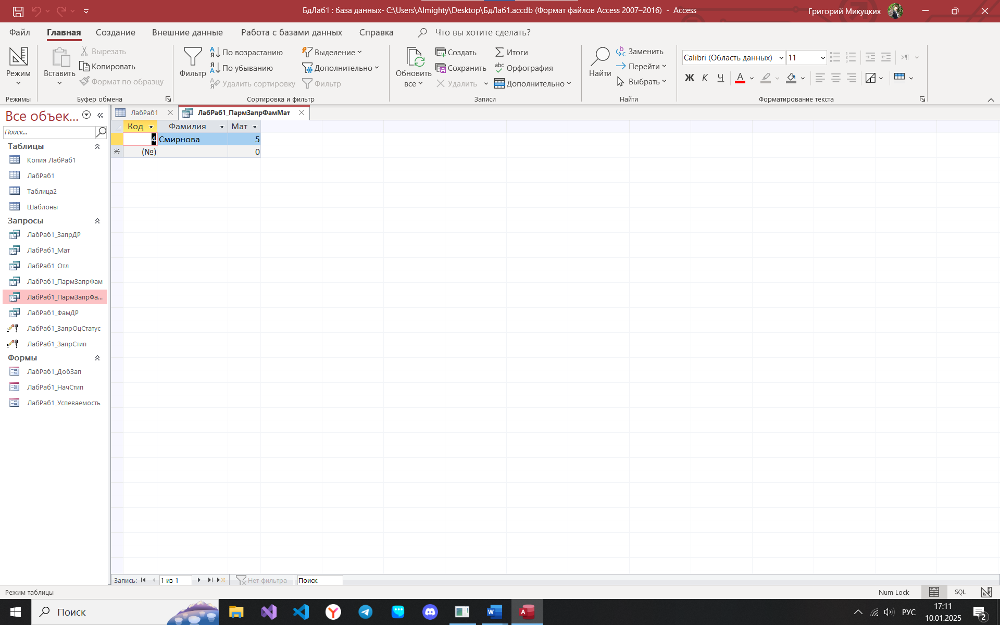 БдЛаб1 : база данных- C:\Users\Almighty\Desktop\БдЛаб1.accdb (Формат файлов Access 2007–2016) - Access
Григорий Микуцких
Файл Главная Создание Внешние данные Работа с базами данных Справка Что вы хотите сделать?
Режим
Режимы
Вставить
Вырезать
Копировать
Формат по образцу
Буфер обмена
Фильтр
По возрастанию
По убыванию
Удалить сортировку
Выделение
Дополнительно
Фильтр
Сортировка и фильтр
Обновить
все
Создать
Сохранить
Удалить
Итоги
Орфография
Дополнительно
Записи
Найти
Заменить
Перейти
Выбрать
Найти
Calibri (Область данных) 11
Ж К Ч А
Форматирование текста
Все объек...
Поиск...
Таблицы
Копия ЛабРаб1
ЛабРаб1
Таблица2
Шаблоны
Запросы
ЛабРаб1_ЗапрДР
ЛабРаб1_Мат
ЛабРаб1_Отл
ЛабРаб1_ПармЗапрФам
ЛабРаб1_ПармЗапрФа...
ЛабРаб1_ФамДР
ЛабРаб1_ЗапрОцСтатус
ЛабРаб1_ЗапрСтип
Формы
ЛабРаб1_ДобЗап
ЛабРаб1_НачСтип
ЛабРаб1_Успеваемость
ЛабРаб1 ЛабРаб1_ПармЗапрФамМат
Код Фамилия Мат
4 Смирнова 5
(№) 0
Запись: 1 из 1 Нет фильтра Поиск
Режим таблицы
Num Lock SQL
Поиск
РУС
17:11
10.01.2025
2